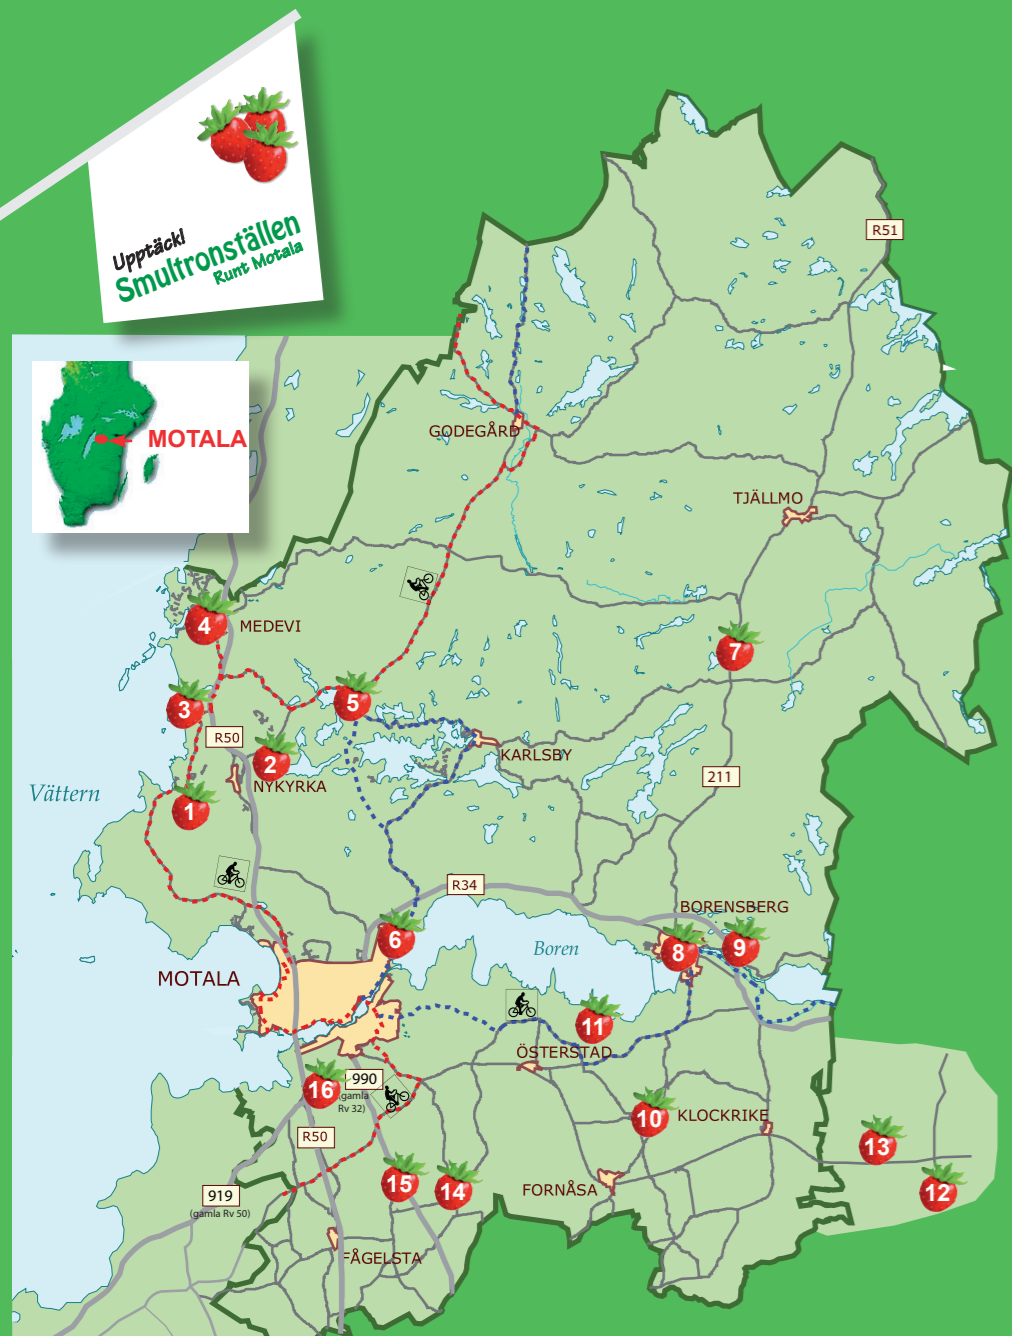 Upptäck!
Smultronställen
Runt Motala
R51
MOTALA
GODEGÅRD
TJÄLLMO
4
MEDEVI
7
5
3
R50
2
KARLSBY
NYKYRKA
211
Vättern
1
R34
BORENSBERG
6
Boren
8
9
MOTALA
11
ÖSTERSTAD
16
990
(gamla
Rv 32)
10
KLOCKRIKE
R50
13
15
14
FORNÅSA
12
919
(gamla Rv 50)
FÅGELSTA